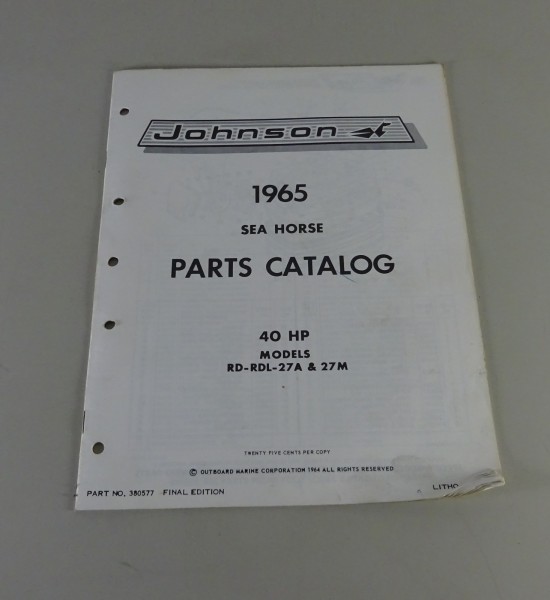 Johnson
1965
SEA HORSE
PARTS CATALOG
40 HP
MODELS
RD-RDL-27A & 27M
TWENTY FIVE CENTS PER COPY
© OUTBOARD MARINE CORPORATION 1964 ALL RIGHTS RESERVED
PART NO. 380577 FINAL EDITION